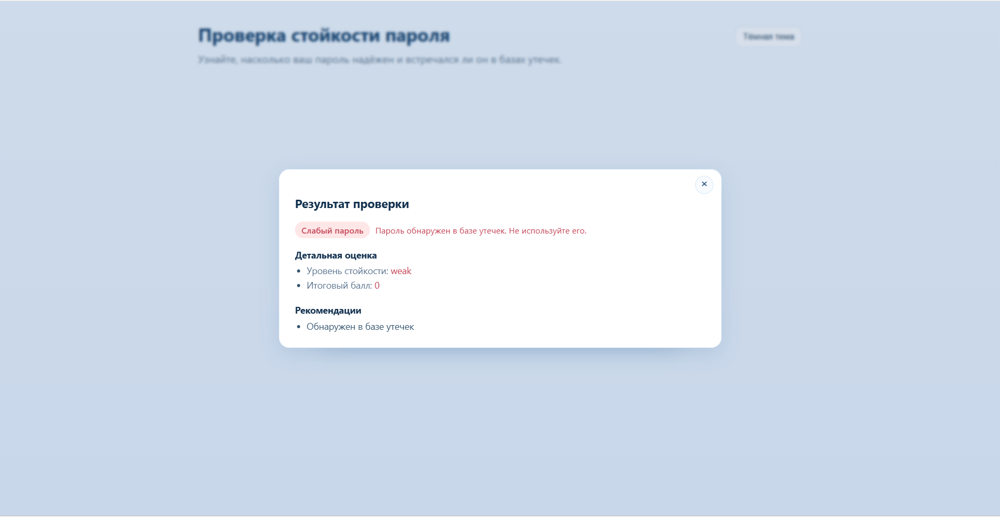 Проверка стойкости пароля
Тёмная тема
Узнайте, насколько ваш пароль надёжен и встречался ли он в базах утечек.
×
Результат проверки
Слабый пароль Пароль обнаружен в базе утечек. Не используйте его.
Детальная оценка
• Уровень стойкости: weak
• Итоговый балл: 0
Рекомендации
• Обнаружен в базе утечек